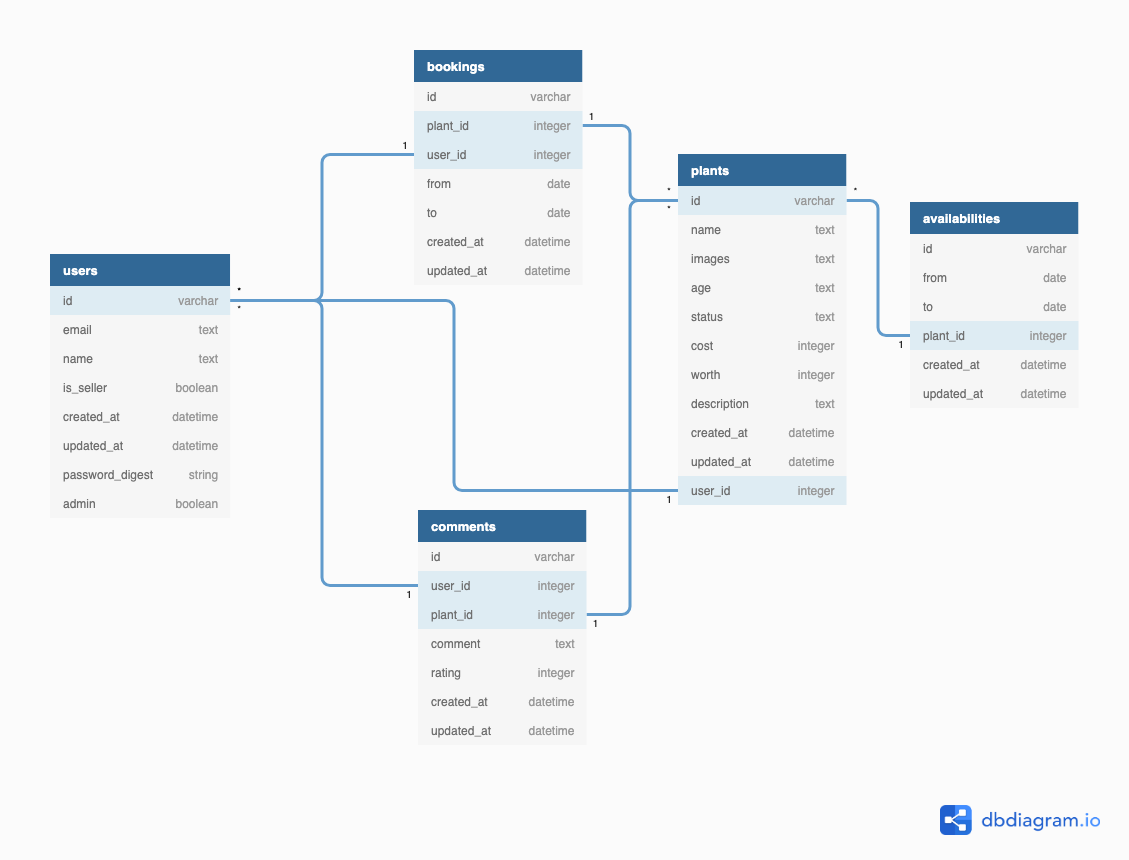 bookings
id varchar
plant_id integer
user_id integer
from date
to date
created_at datetime
updated_at datetime
1
1
users
id varchar
email text
name text
is_seller boolean
created_at datetime
updated_at datetime
password_digest string
admin boolean
*
*
plants
id varchar
name text
images text
age text
status text
cost integer
worth integer
description text
created_at datetime
updated_at datetime
user_id integer
*
*
*
1
availabilities
id varchar
from date
to date
plant_id integer
created_at datetime
updated_at datetime
1
comments
id varchar
user_id integer
plant_id integer
comment text
rating integer
created_at datetime
updated_at datetime
1
1
dbdiagram.io